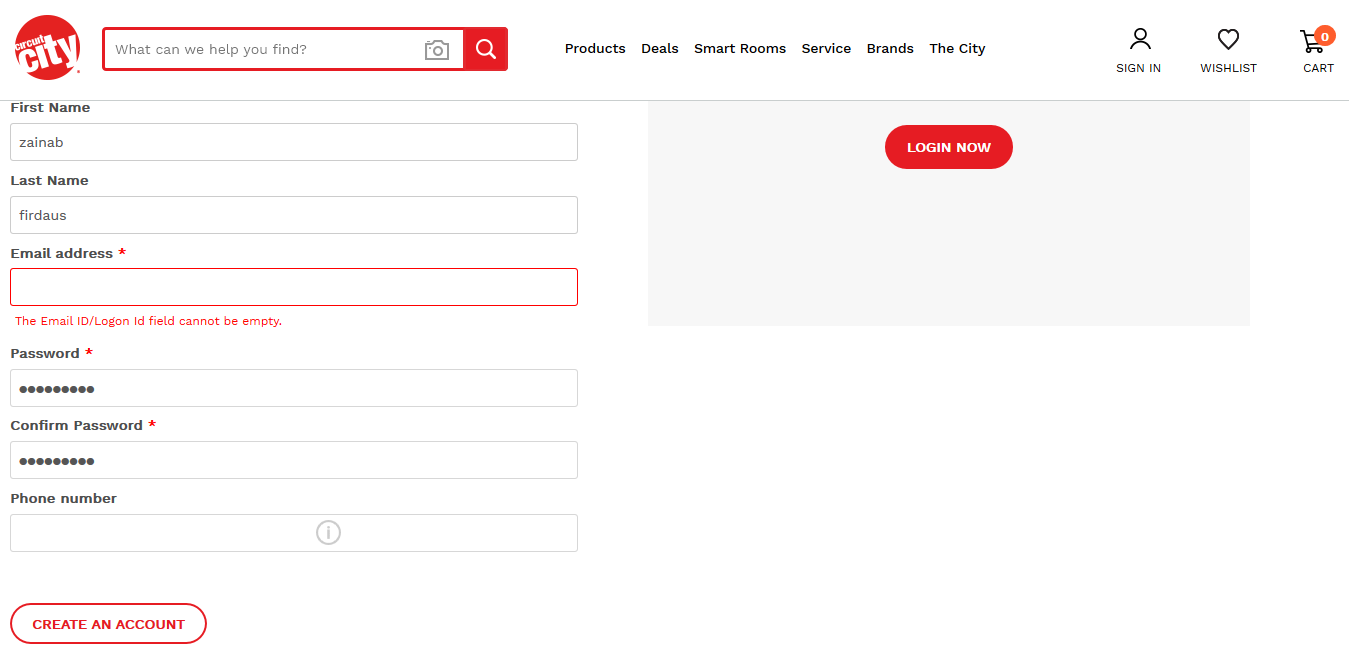 circuit
city
What can we help you find?
Products Deals Smart Rooms Service Brands The City
SIGN IN
WISHLIST
0
CART
First Name
zainab
Last Name
firdaus
Email address *
The Email ID/Logon Id field cannot be empty.
Password *
●●●●●●●●●
Confirm Password *
●●●●●●●●●
Phone number
i
CREATE AN ACCOUNT
LOGIN NOW